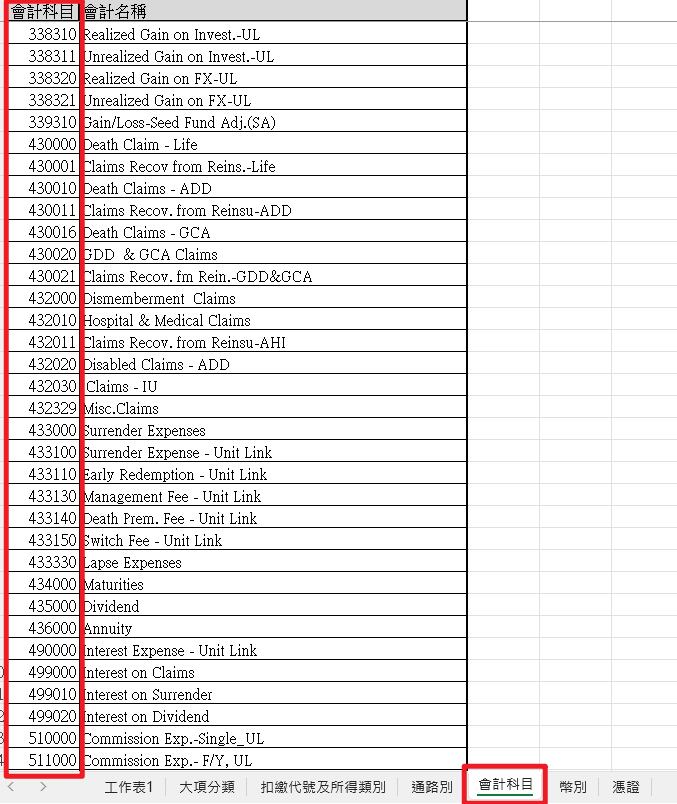 會計科目 會計名稱
338310 Realized Gain on Invest.-UL
338311 Unrealized Gain on Invest.-UL
338320 Realized Gain on FX-UL
338321 Unrealized Gain on FX-UL
339310 Gain/Loss-Seed Fund Adj.(SA)
430000 Death Claim - Life
430001 Claims Recov from Reins.-Life
430010 Death Claims - ADD
430011 Claims Recov. from Reinsu-ADD
430016 Death Claims - GCA
430020 GDD & GCA Claims
430021 Claims Recov. fm Rein.-GDD&GCA
432000 Dismemberment Claims
432010 Hospital & Medical Claims
432011 Claims Recov. from Reinsu-AHI
432020 Disabled Claims - ADD
432030 Claims - IU
432329 Misc.Claims
433000 Surrender Expenses
433100 Surrender Expense - Unit Link
433110 Early Redemption - Unit Link
433130 Management Fee - Unit Link
433140 Death Prem. Fee - Unit Link
433150 Switch Fee - Unit Link
433330 Lapse Expenses
434000 Maturities
435000 Dividend
436000 Annuity
490000 Interest Expense - Unit Link
499000 Interest on Claims
499010 Interest on Surrender
499020 Interest on Dividend
510000 Commission Exp.-Single_UL
511000 Commission Exp.- F/Y, UL
工作表1 大項分類 扣繳代號及所得類別 通路別 會計科目 幣別 憑證